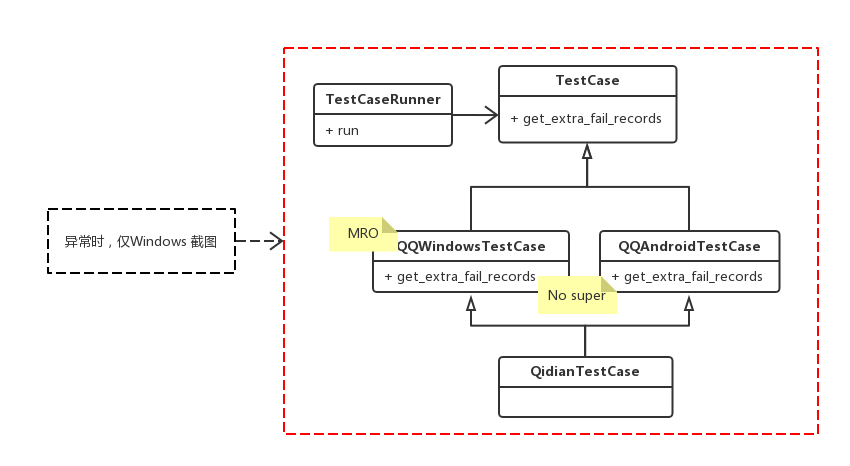 TestCase
TestCaseRunner
+ get_extra_fail_records
+ run
异常时，仅Windows 截图
MRO
QQWindowsTestCase
QQAndroidTestCase
+ get_extra_fail_records
+ get_extra_fail_records
No super
QidianTestCase